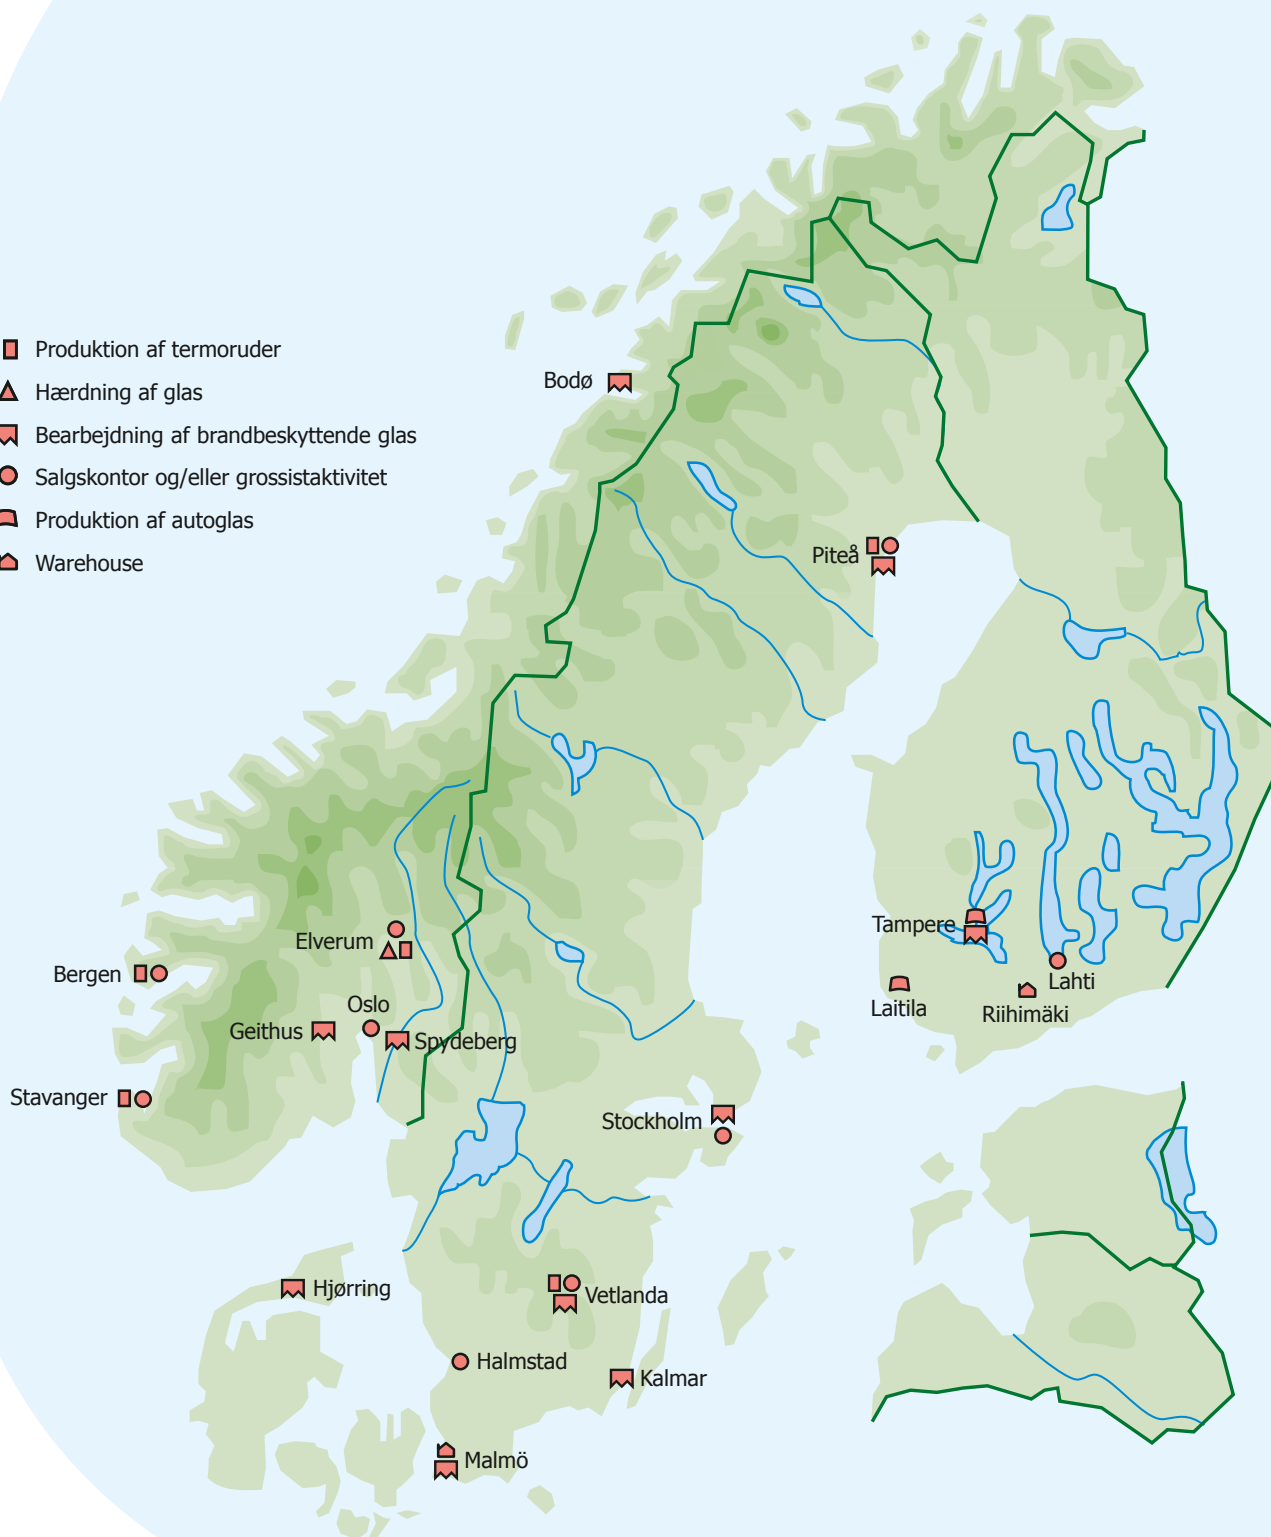 Produktion af termoruder
Hærdning af glas
Bearbejdning af brandbeskyttende glas
Salgskontor og/eller grossistaktivitet
Produktion af autoglas
Warehouse
Bodø
Piteå
Tampere
Elverum
Bergen
Lahti
Oslo
Laitila
Riihimäki
Geithus
Spydeberg
Stavanger
Stockholm
Hjørring
Vetlanda
Halmstad
Kalmar
Malmö